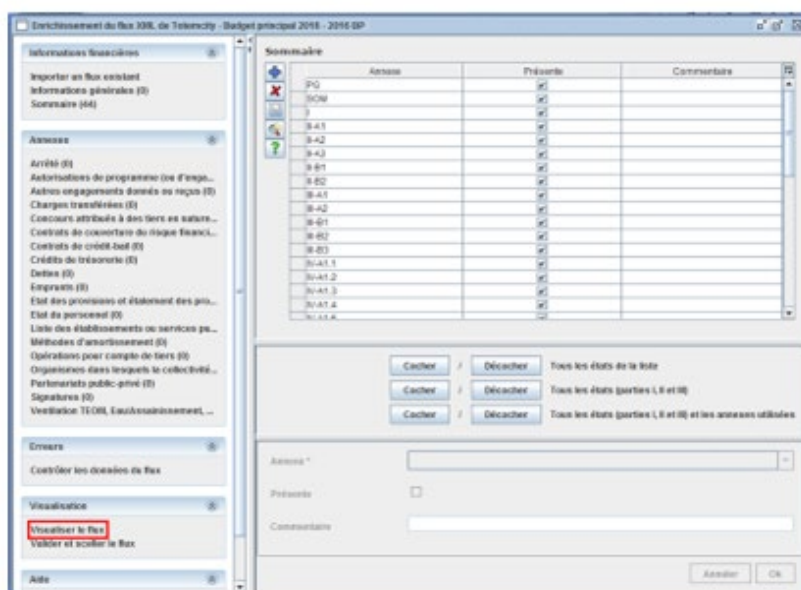 Enrichissement du flux XML de Totemcity - Budget principal 2016 - 2016 BP
Informations financières
Importer un flux existant
Informations générales (0)
Sommaire (44)
Annexes
Arrêté (0)
Autorisations de programme (ou d'enga...
Autres engagements donnés ou reçus (0)
Charges transférées (0)
Concours attribués à des tiers en nature...
Contrats de couverture du risque financi...
Contrats de crédit-bail (0)
Crédits de trésorerie (0)
Dettes (0)
Emprunts (0)
Etat des provisions et étalement des pro...
Etat du personnel (0)
Liste des établissements ou services pu...
Méthodes d'amortissement (0)
Opérations pour compte de tiers (0)
Organismes dans lesquels la collectivité...
Partenariats public-privé (0)
Signatures (0)
Ventilation TEOM, Eau/Assainissement, ...
Erreurs
Contrôler les données du flux
Visualisation
Visualiser le flux
Valider et sceller le flux
Aide
Sommaire
Annexe Présente Commentaire
PG
SOM
I
II-A1
II-A2
II-A3
II-B1
II-B2
III-A1
III-A2
III-B1
III-B2
III-B3
IV-A1.1
IV-A1.2
IV-A1.3
IV-A1.4
Cacher / Décacher Tous les états de la liste
Cacher / Décacher Tous les états (parties I, II et III)
Cacher / Décacher Tous les états (parties I, II et III) et les annexes utilisées
Annexe *
Présente
Commentaire
Annuler Ok